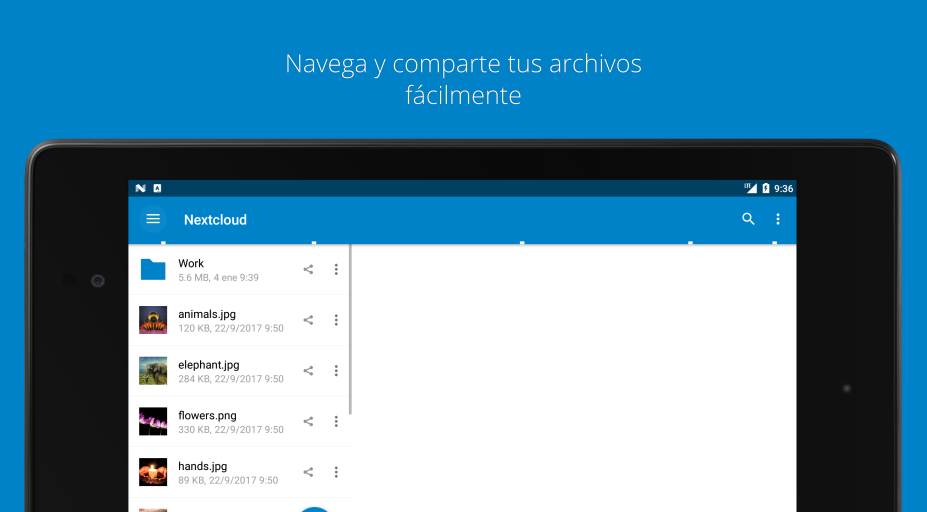 Navega y comparte tus archivos
fácilmente
LTE 9:36
Nextcloud
Work
5.6 MB, 4 ene 9:39
animals.jpg
120 KB, 22/9/2017 9:50
elephant.jpg
284 KB, 22/9/2017 9:50
flowers.png
330 KB, 22/9/2017 9:50
hands.jpg
89 KB, 22/9/2017 9:50